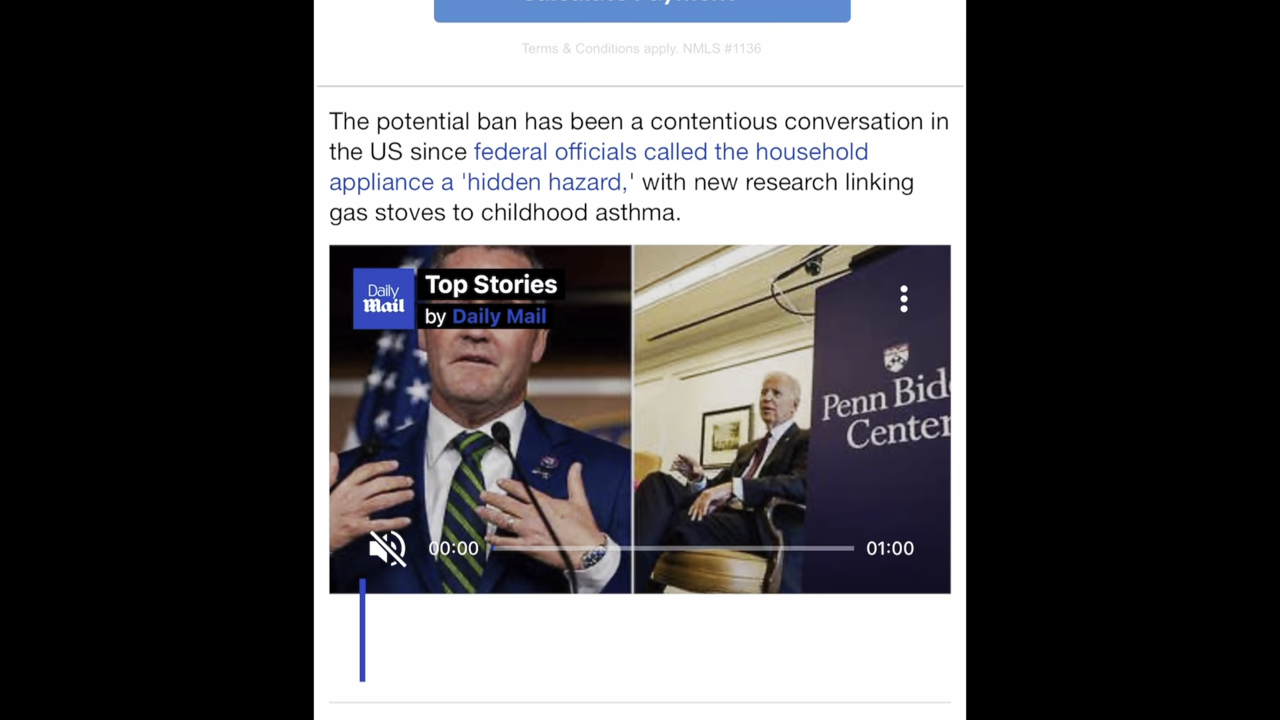 Terms & Conditions apply. NMLS #1136
The potential ban has been a contentious conversation in
the US since federal officials called the household
appliance a 'hidden hazard,' with new research linking
gas stoves to childhood asthma.
Daily
Mail
Top Stories
by Daily Mail
Penn Bid
Center
00:00
01:00